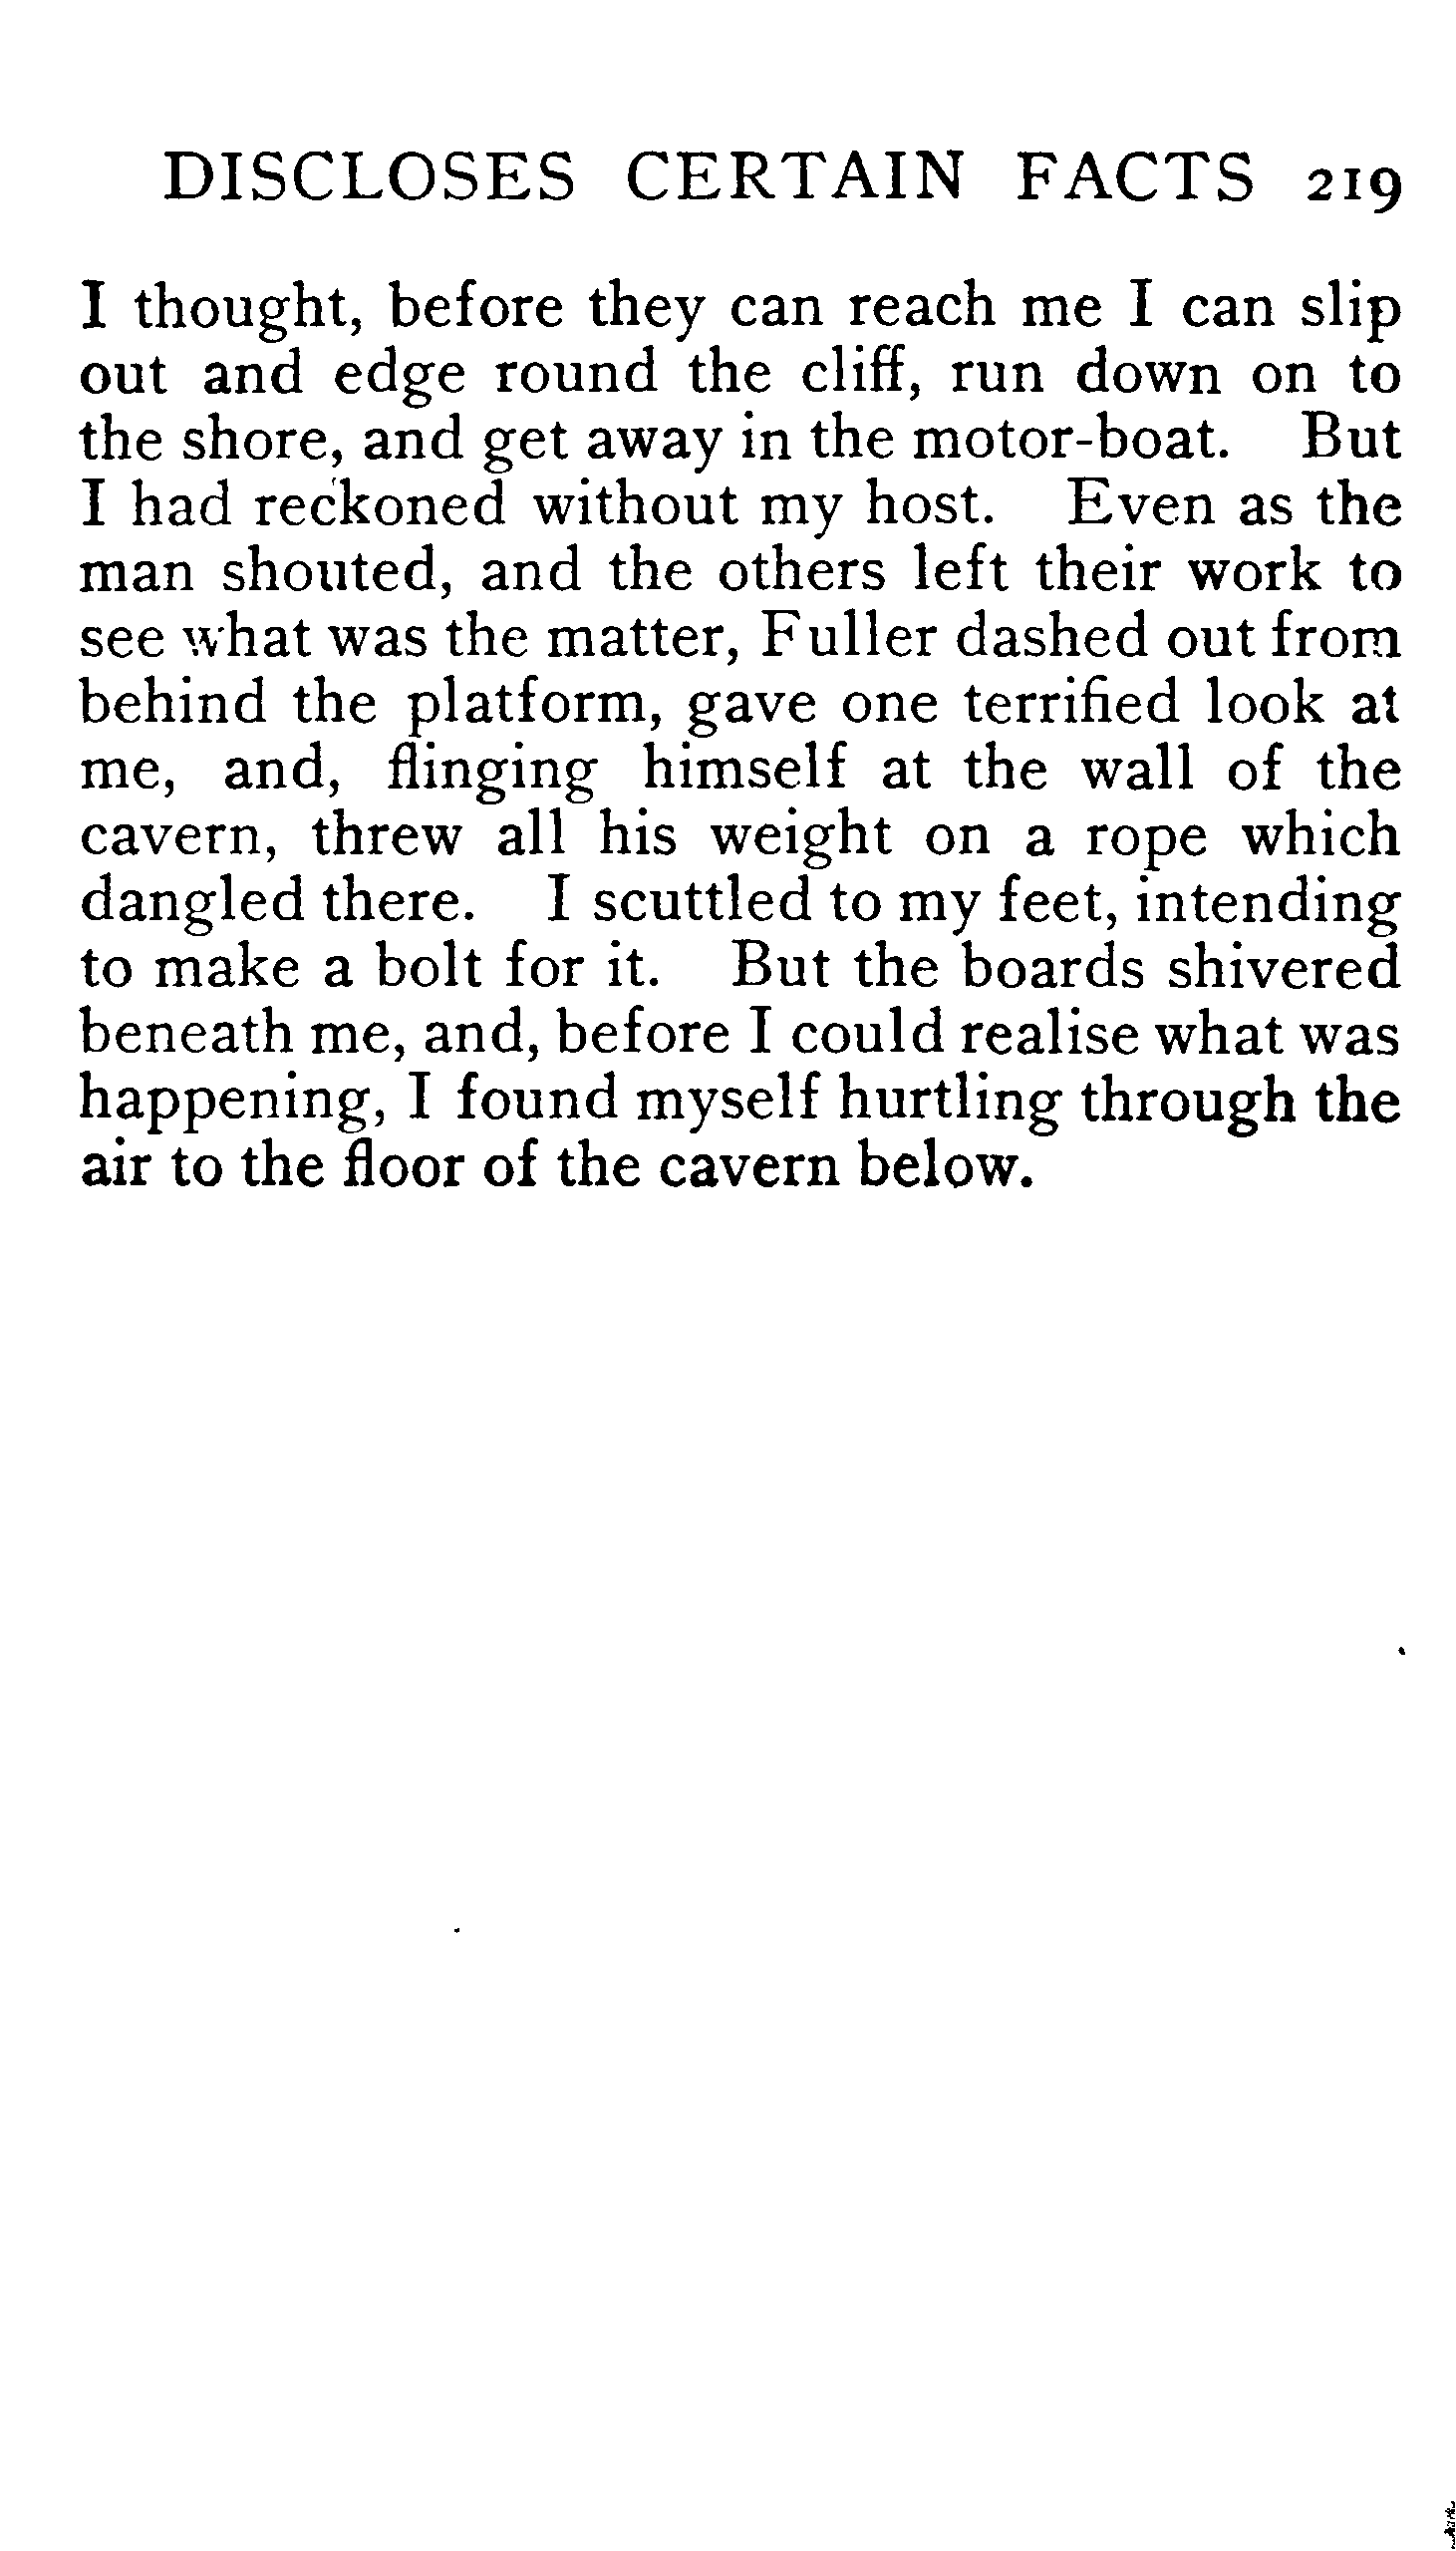 DISCLOSES CERTAIN FACTS 219
I thought, before they can reach me I can slip
out and edge round the cliff, run down on to
the shore, and get away in the motor-boat. But
I had reckoned without my host. Even as the
man shouted, and the others left their work to
see what was the matter, Fuller dashed out from
behind the platform, gave one terrified look at
me, and, flinging himself at the wall of the
cavern, threw all his weight on a rope which
dangled there. I scuttled to my feet, intending
to make a bolt for it. But the boards shivered
beneath me, and, before I could realise what was
happening, I found myself hurtling through the
air to the floor of the cavern below.